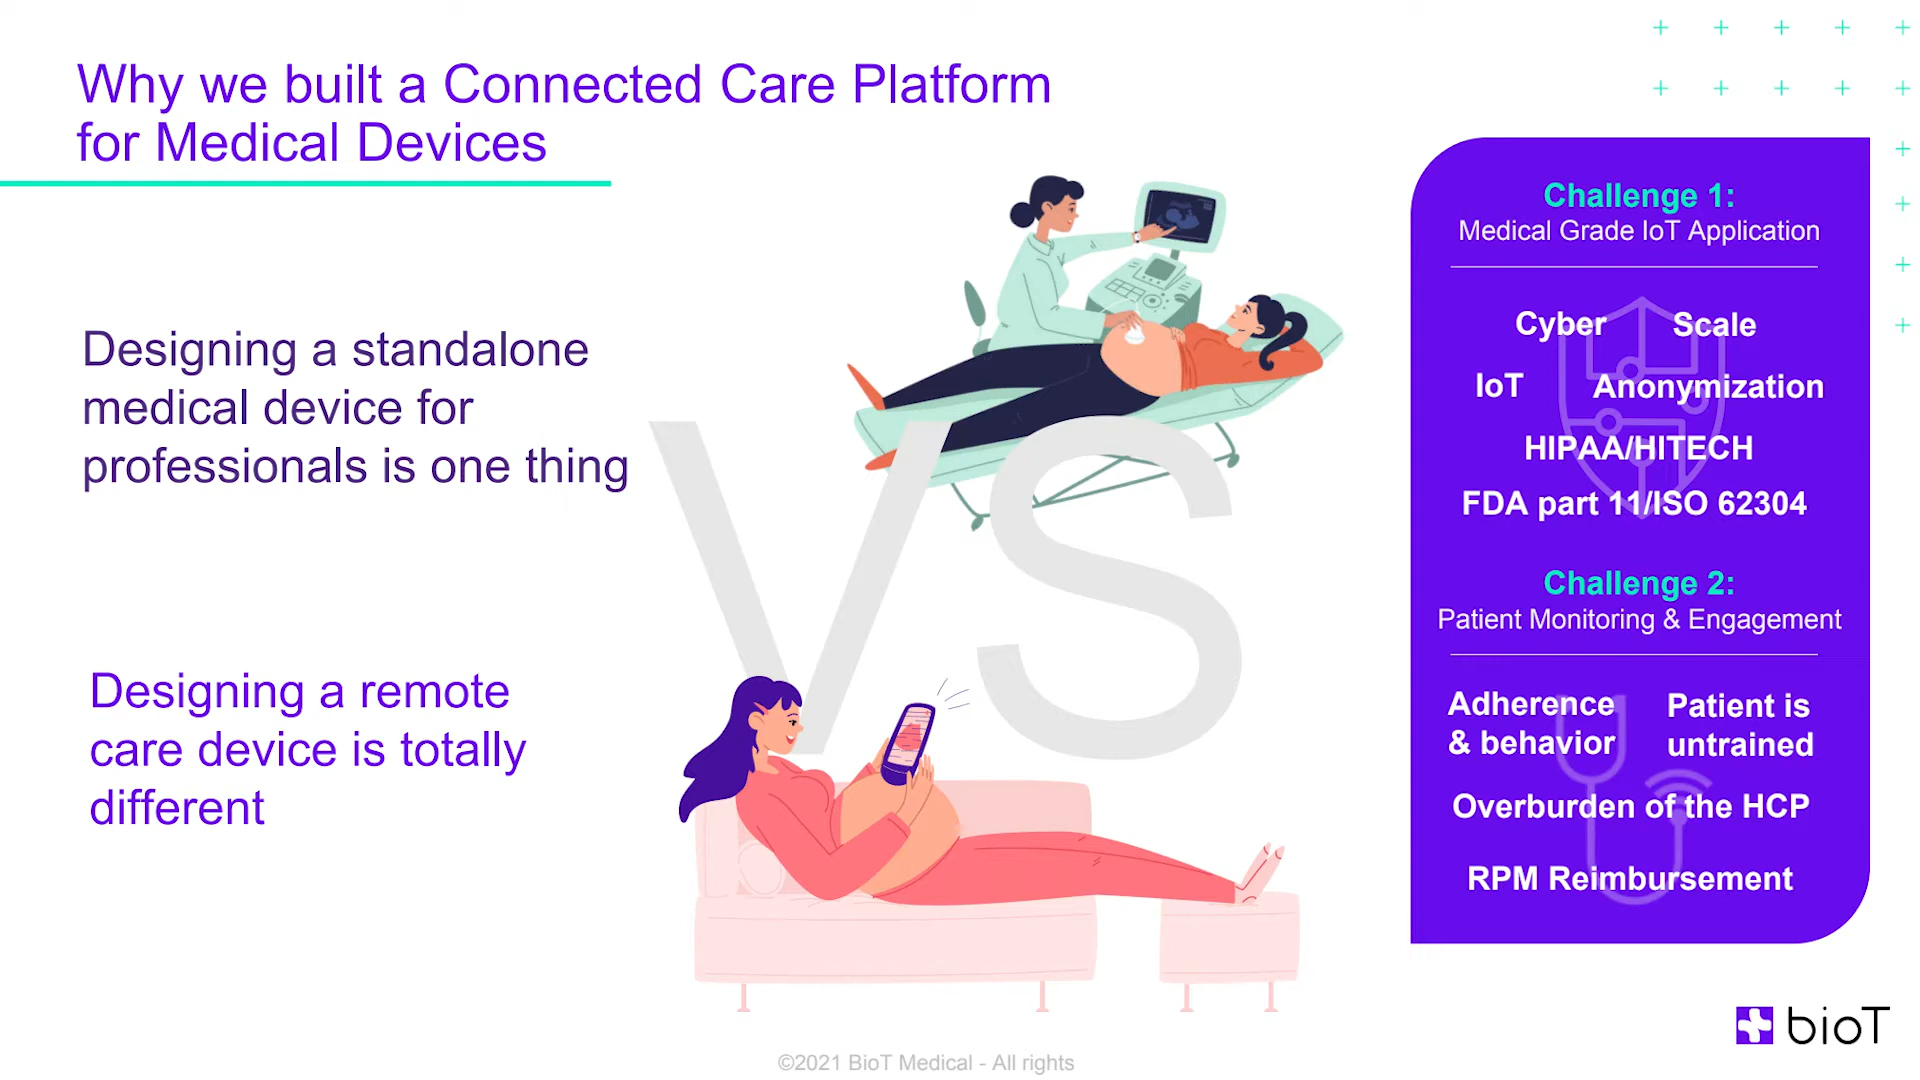 Why we built a Connected Care Platform
for Medical Devices
Designing a standalone
medical device for
professionals is one thing
VS
Designing a remote
care device is totally
different
Challenge 1:
Medical Grade IoT Application
Cyber Scale
IoT Anonymization
HIPAA/HITECH
FDA part 11/ISO 62304
Challenge 2:
Patient Monitoring & Engagement
Adherence
& behavior
Patient is
untrained
Overburden of the HCP
RPM Reimbursement
bioT
©2021 BioT Medical - All rights